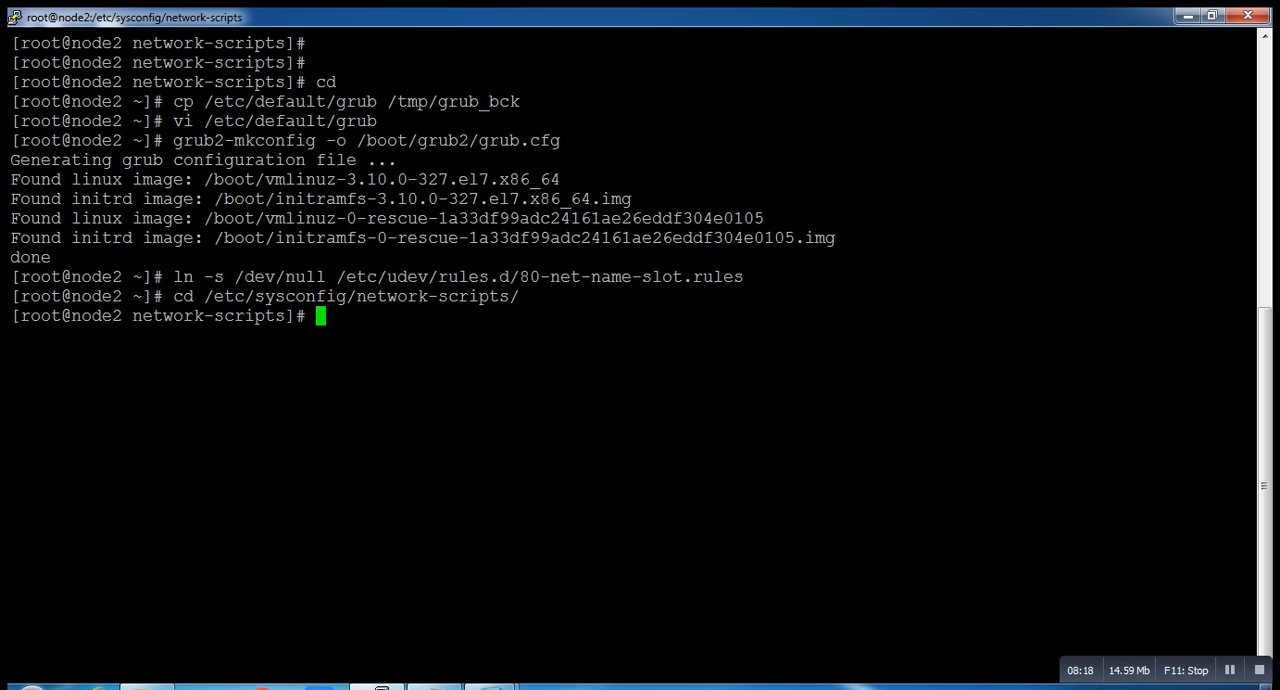 root@node2:/etc/sysconfig/network-scripts
[root@node2 network-scripts]#
[root@node2 network-scripts]#
[root@node2 network-scripts]# cd
[root@node2 ~]# cp /etc/default/grub /tmp/grub_bck
[root@node2 ~]# vi /etc/default/grub
[root@node2 ~]# grub2-mkconfig -o /boot/grub2/grub.cfg
Generating grub configuration file ...
Found linux image: /boot/vmlinuz-3.10.0-327.el7.x86_64
Found initrd image: /boot/initramfs-3.10.0-327.el7.x86_64.img
Found linux image: /boot/vmlinuz-0-rescue-1a33df99adc24161ae26eddf304e0105
Found initrd image: /boot/initramfs-0-rescue-1a33df99adc24161ae26eddf304e0105.img
done
[root@node2 ~]# ln -s /dev/null /etc/udev/rules.d/80-net-name-slot.rules
[root@node2 ~]# cd /etc/sysconfig/network-scripts/
[root@node2 network-scripts]#
08:18 14.59 Mb F11: Stop